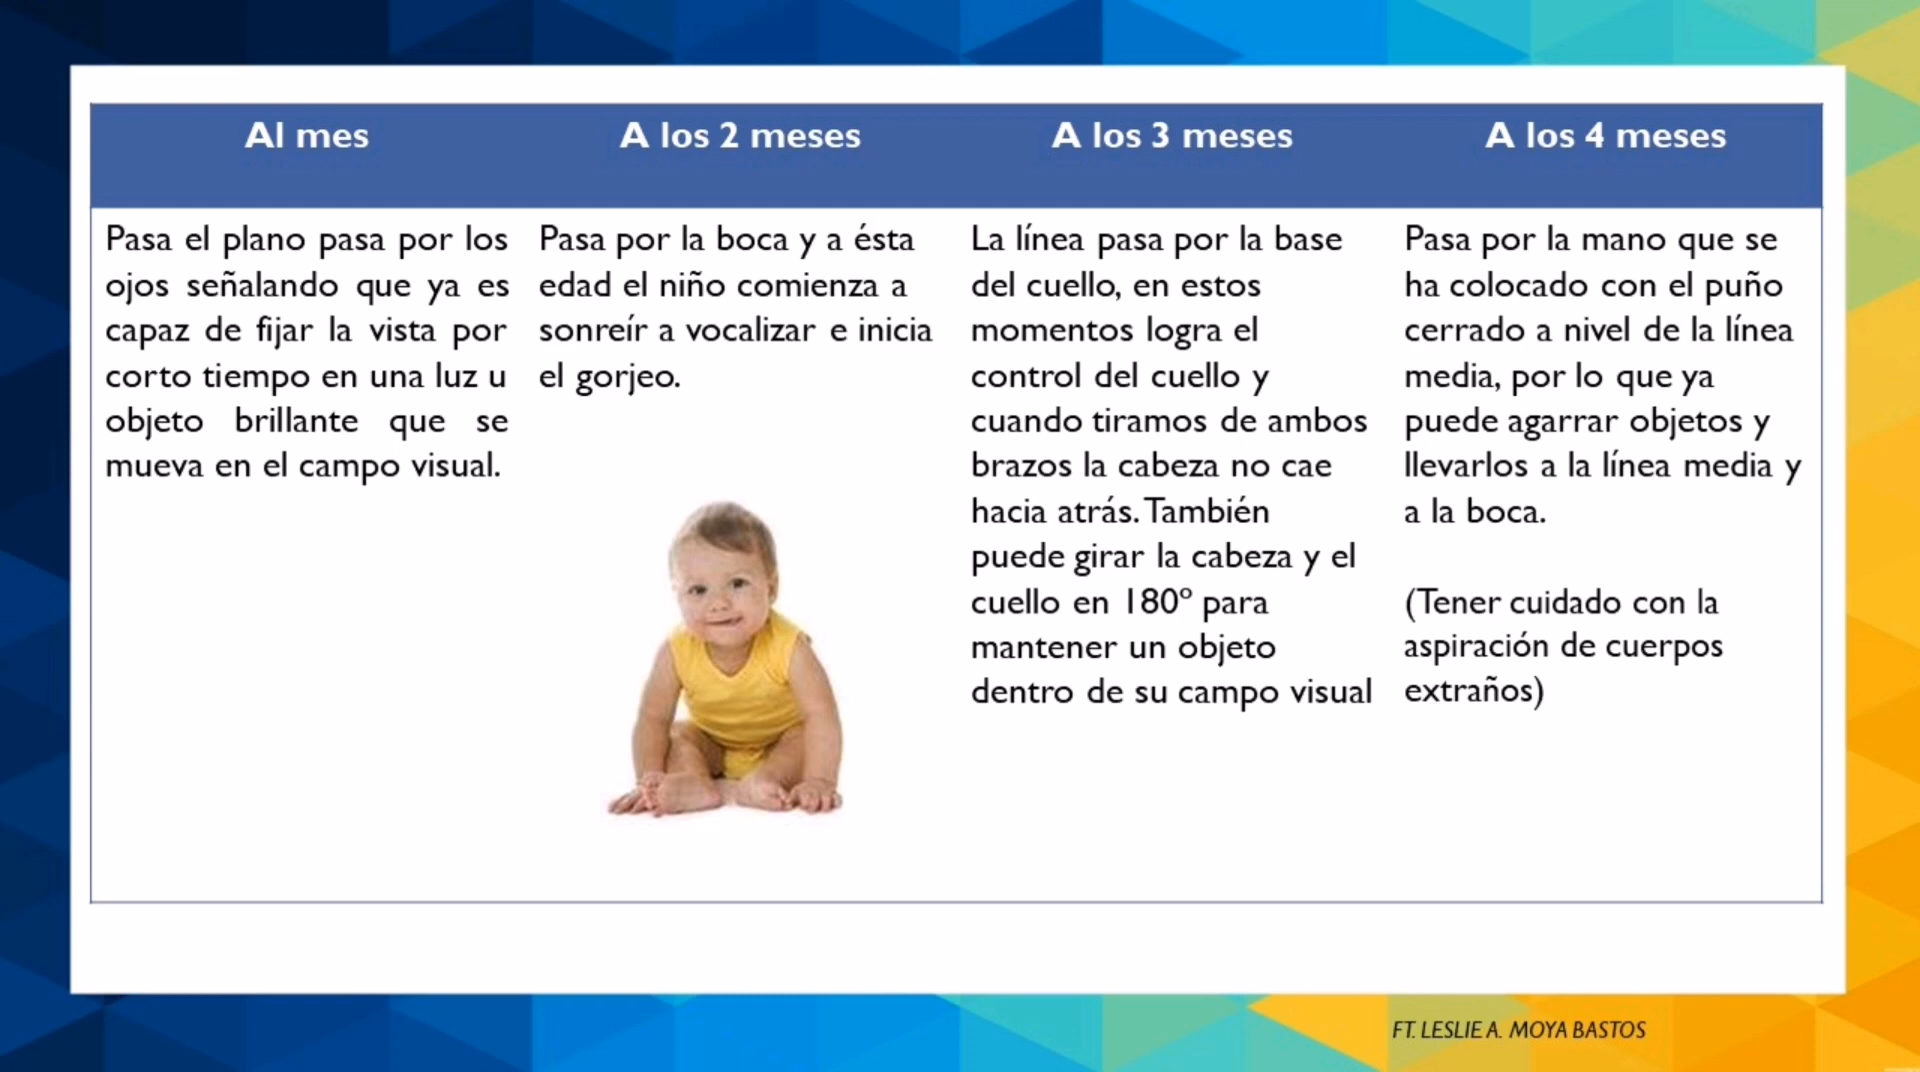 Al mes
A los 2 meses
A los 3 meses
A los 4 meses
Pasa el plano pasa por los
ojos señalando que ya es
capaz de fijar la vista por
corto tiempo en una luz u
objeto brillante que se
mueva en el campo visual.
Pasa por la boca y a ésta
edad el niño comienza a
sonreír a vocalizar e inicia
el gorjeo.
La línea pasa por la base
del cuello, en estos
momentos logra el
control del cuello y
cuando tiramos de ambos
brazos la cabeza no cae
hacia atrás. También
puede girar la cabeza y el
cuello en 180º para
mantener un objeto
dentro de su campo visual
Pasa por la mano que se
ha colocado con el puño
cerrado a nivel de la línea
media, por lo que ya
puede agarrar objetos y
llevarlos a la línea media y
a la boca.
(Tener cuidado con la
aspiración de cuerpos
extraños)
FT. LESLIE A. MOYA BASTOS